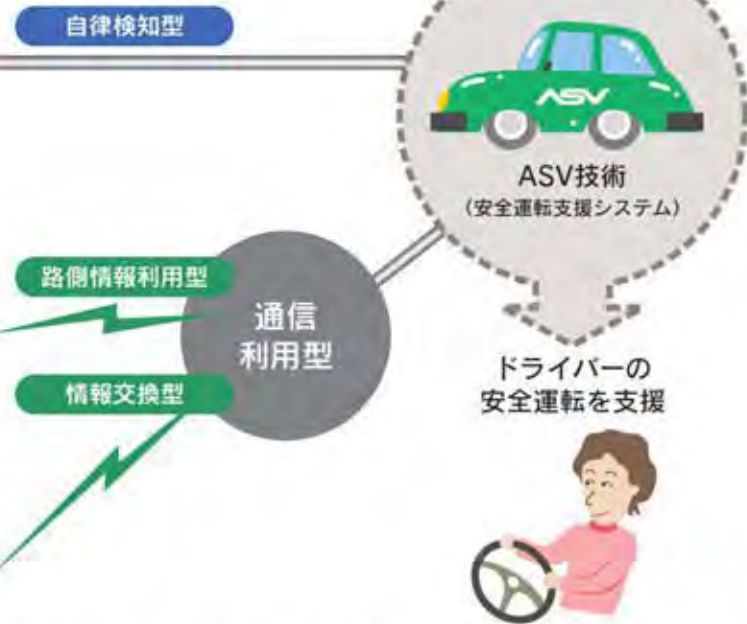 自律検知型
ASV
ASV技術
(安全運転支援システム)
路側情報利用型
通信
利用型
情報交換型
ドライバーの
安全運転を支援